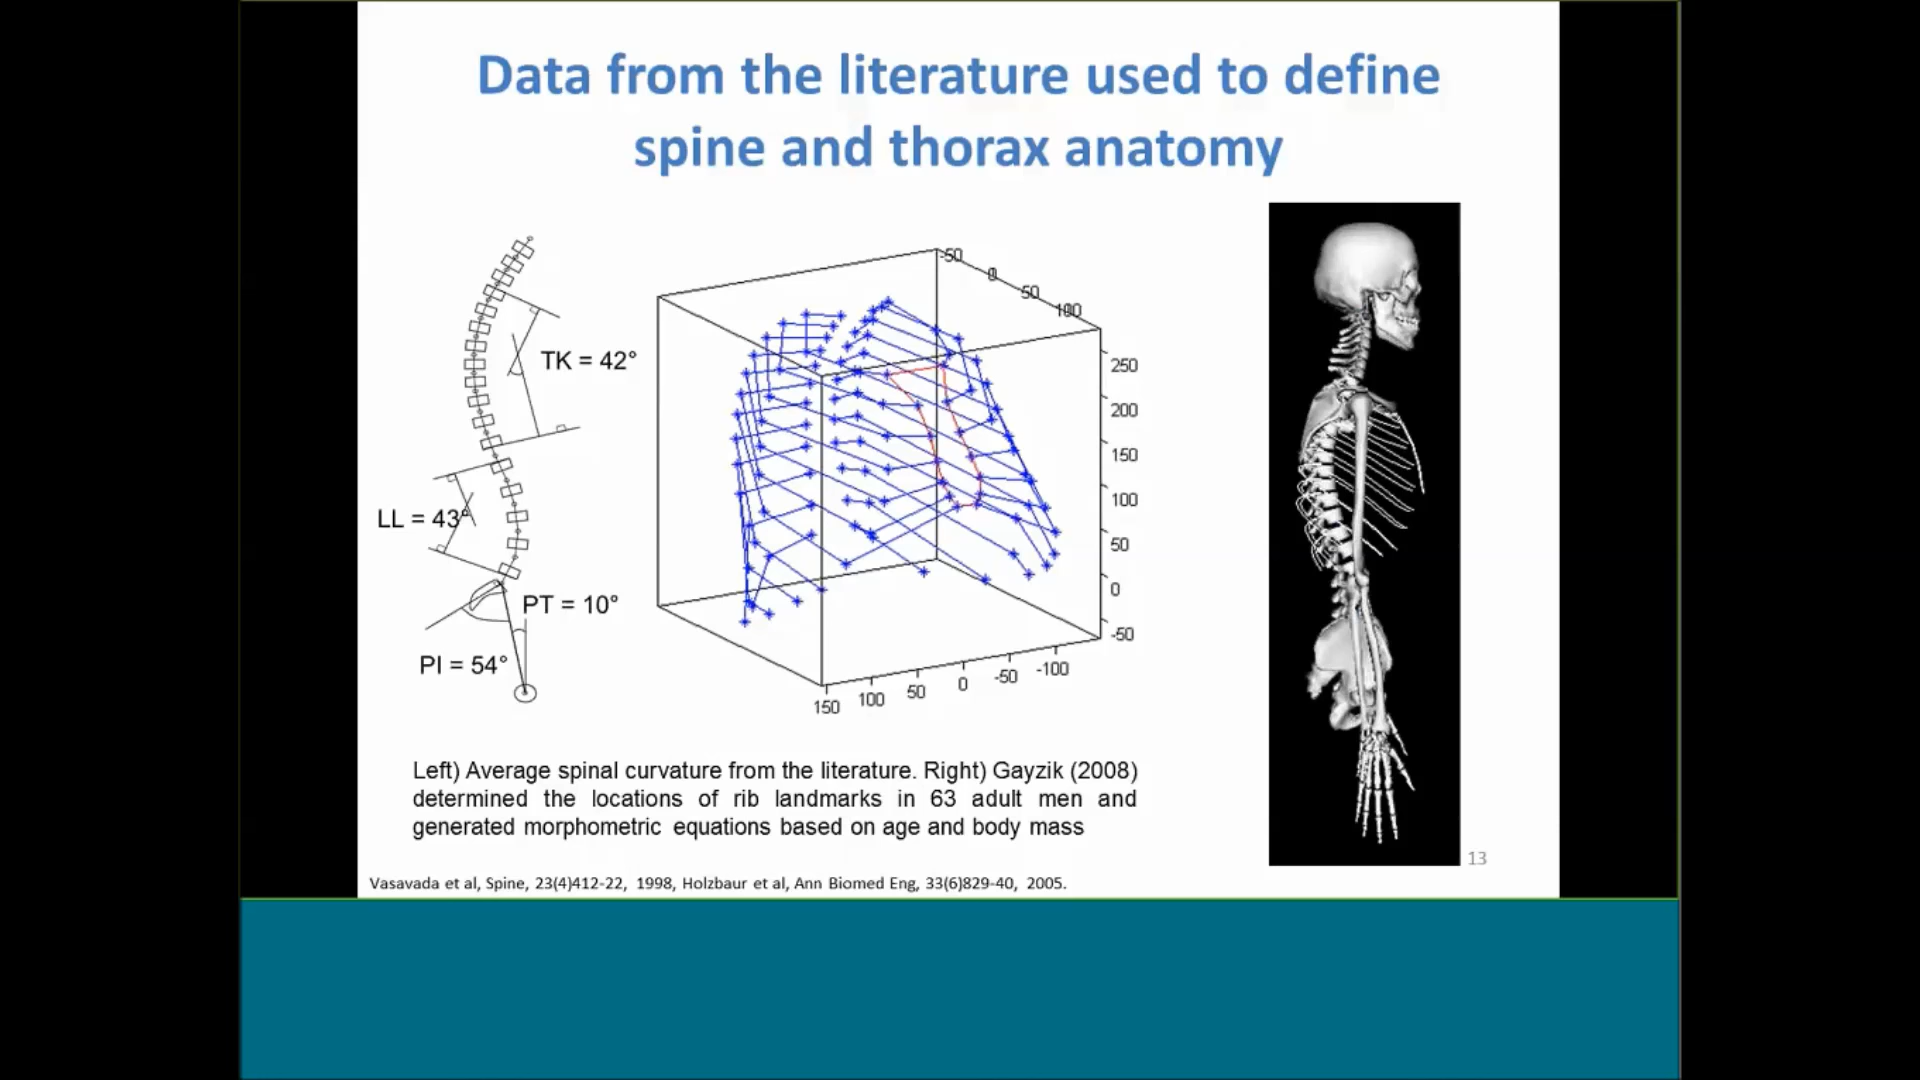 Data from the literature used to define
spine and thorax anatomy
TK = 42°
LL = 43°
PT = 10°
PI = 54°
-50
0
50
100
250
200
150
100
50
0
-50
150
100
50
0
-50
-100
Left) Average spinal curvature from the literature. Right) Gayzik (2008)
determined the locations of rib landmarks in 63 adult men and
generated morphometric equations based on age and body mass
13
Vasavada et al, Spine, 23(4)412-22, 1998, Holzbaur et al, Ann Biomed Eng, 33(6)829-40, 2005.